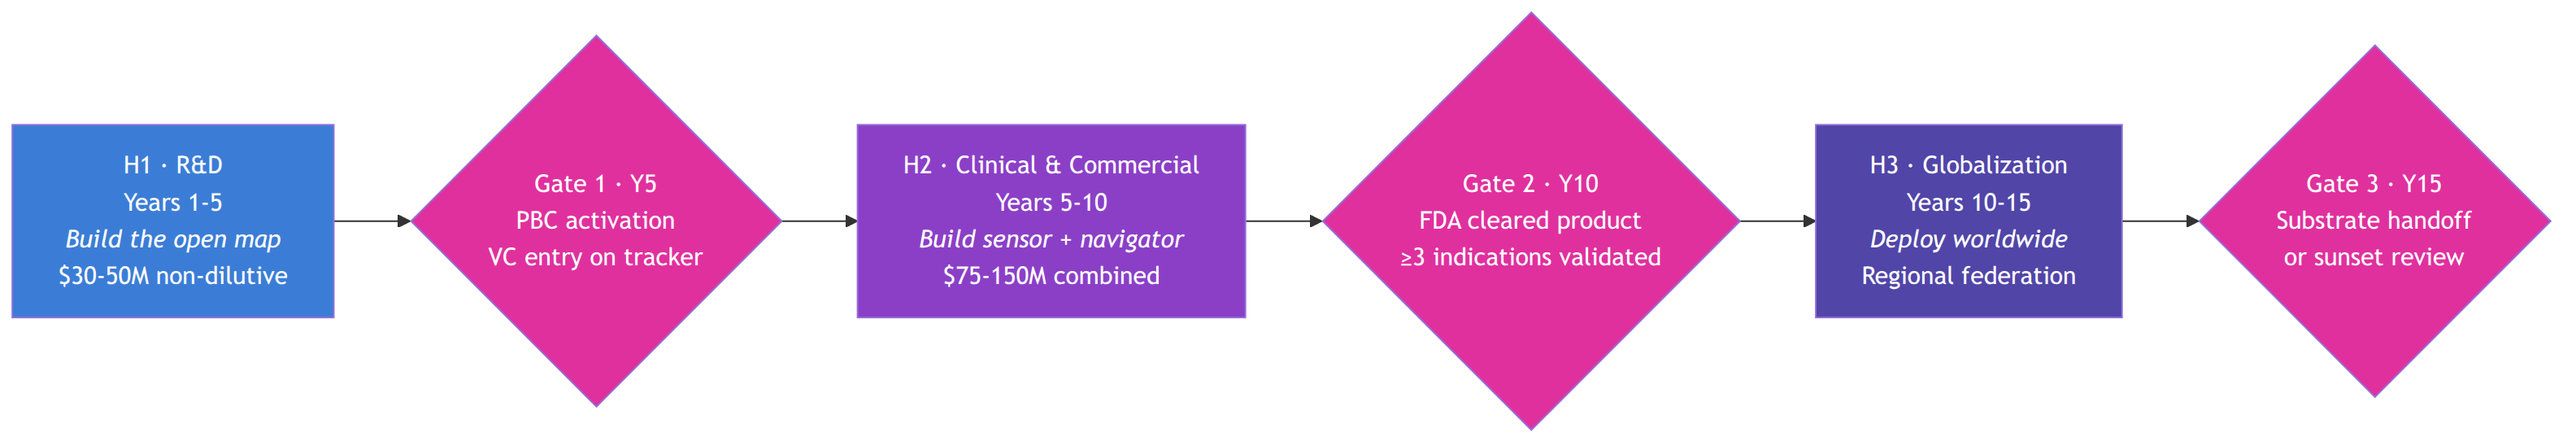 H1 · R&D
Years 1-5
Build the open map
$30-50M non-dilutive
Gate 1 · Y5
PBC activation
VC entry on tracker
H2 · Clinical & Commercial
Years 5-10
Build sensor + navigator
$75-150M combined
Gate 2 · Y10
FDA cleared product
≥3 indications validated
H3 · Globalization
Years 10-15
Deploy worldwide
Regional federation
Gate 3 · Y15
Substrate handoff
or sunset review